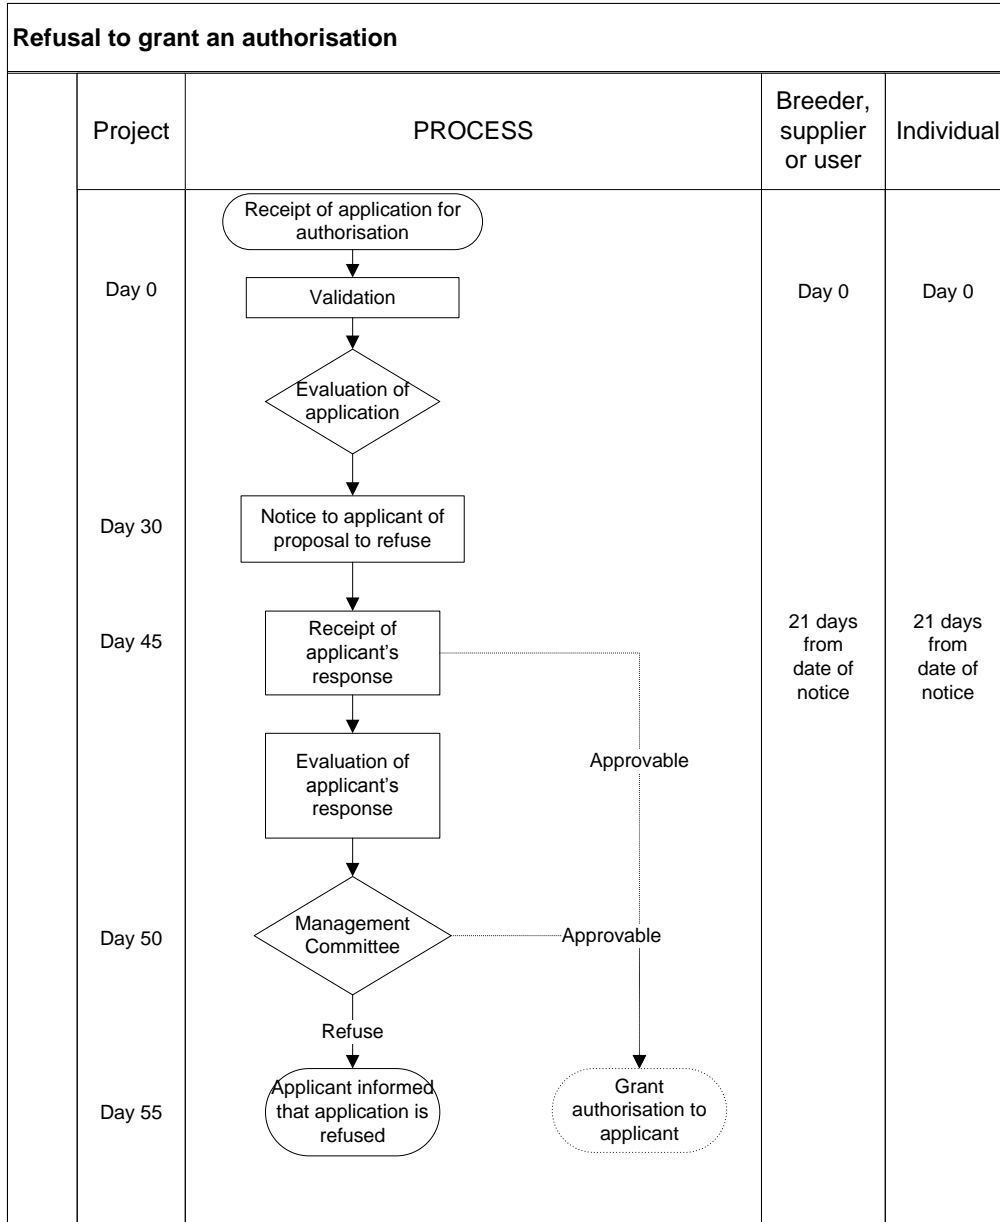 Refusal to grant an authorisation
Project
PROCESS
Breeder,
supplier
or user
Individual
Receipt of application for
authorisation
Day 0
Validation
Day 0
Day 0
Evaluation of
application
Day 30
Notice to applicant of
proposal to refuse
Day 45
Receipt of
applicant's
response
21 days
from
date of
notice
21 days
from
date of
notice
Evaluation of
applicant's
response
Approvable
Day 50
Management
Committee
Approvable
Refuse
Day 55
Applicant informed
that application is
refused
Grant
authorisation to
applicant